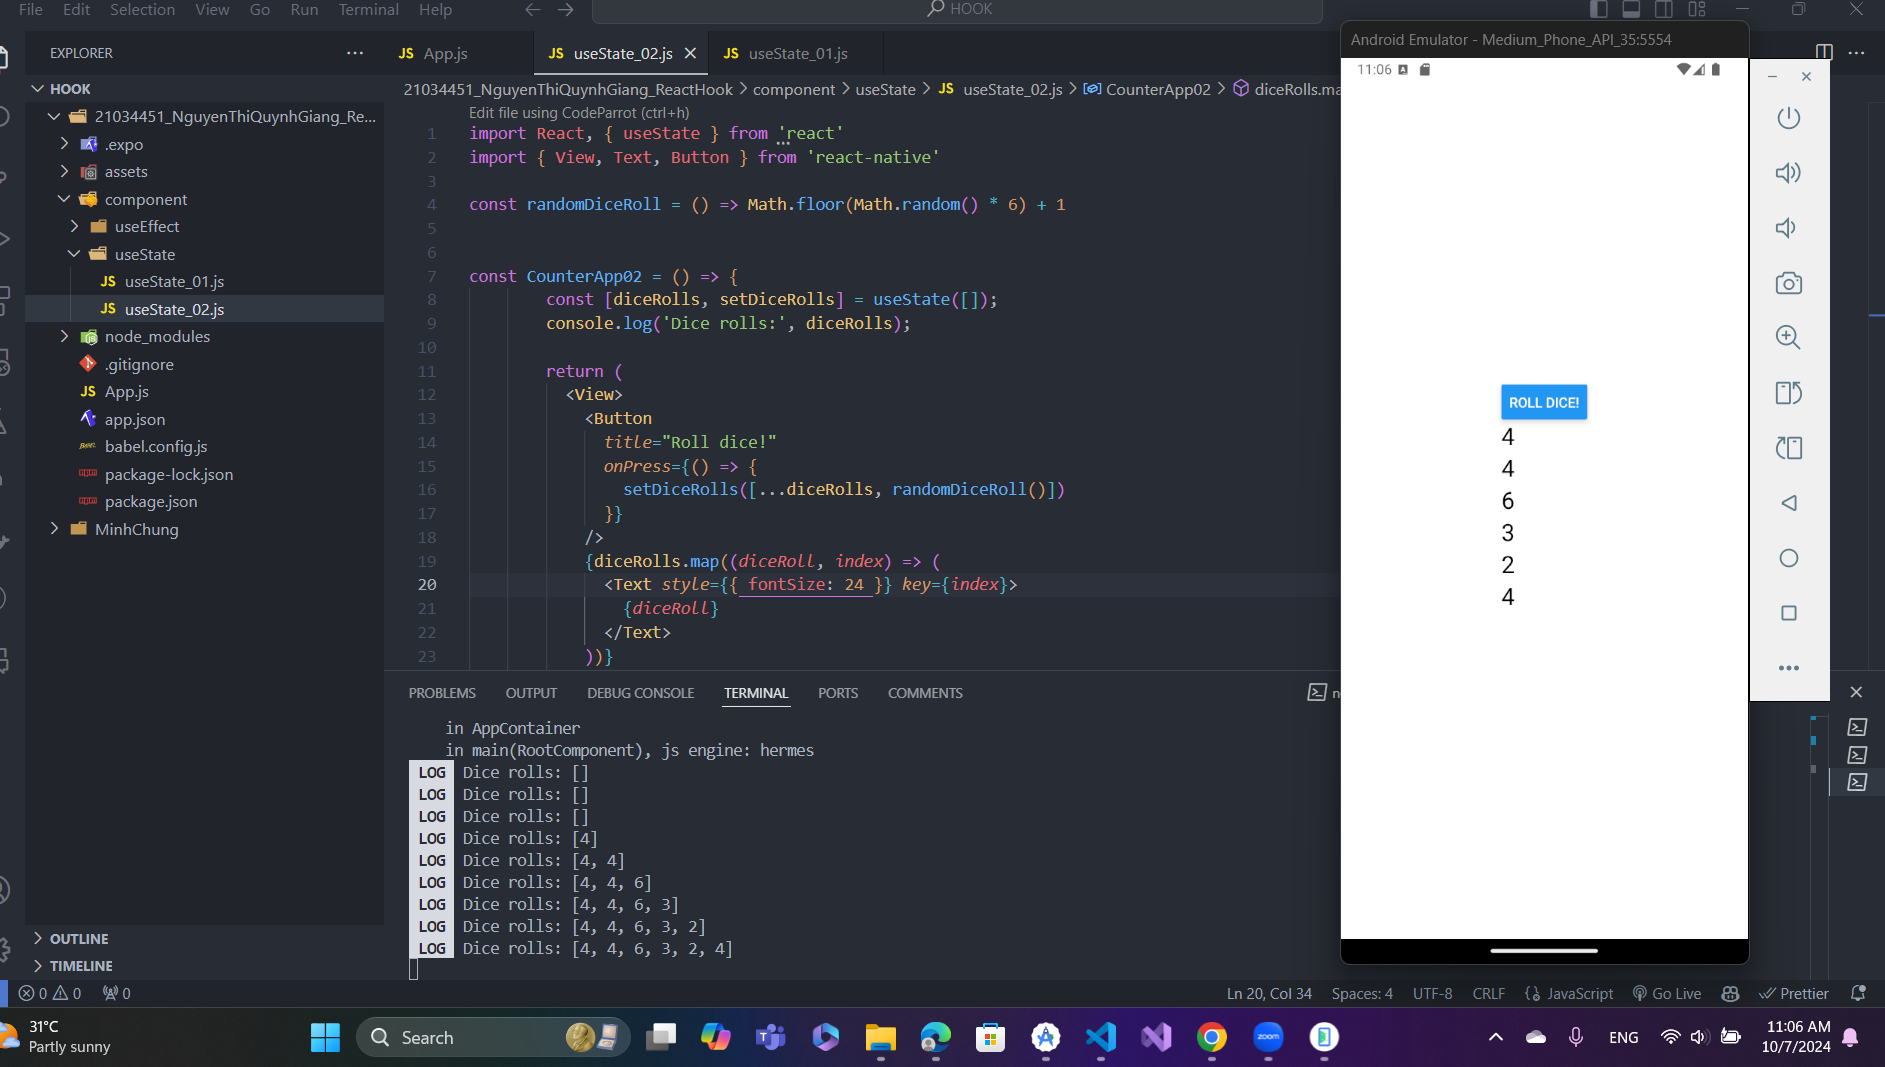 File Edit Selection View Go Run Terminal Help
HOOK
EXPLORER
HOOK
21034451_NguyenThiQuynhGiang_Re...
.expo
assets
component
useEffect
useState
JS useState_01.js
JS useState_02.js
node_modules
.gitignore
JS App.js
app.json
babel.config.js
package-lock.json
package.json
MinhChung
OUTLINE
TIMELINE
JS App.js
JS useState_02.js
JS useState_01.js
21034451_NguyenThiQuynhGiang_ReactHook > component > useState > JS useState_02.js > CounterApp02 > diceRolls.ma
Edit file using CodeParrot (ctrl+h)
1 import React, { useState } from 'react'
2 import { View, Text, Button } from 'react-native'
3
4 const randomDiceRoll = () => Math.floor(Math.random() * 6) + 1
5
6
7 const CounterApp02 = () => {
8 const [diceRolls, setDiceRolls] = useState([]);
9 console.log('Dice rolls:', diceRolls);
10
11 return (
12 <View>
13 <Button
14 title="Roll dice!"
15 onPress={() => {
16 setDiceRolls([...diceRolls, randomDiceRoll()])
17 }}
18 />
19 {diceRolls.map((diceRoll, index) => (
20 <Text style={{ fontSize: 24 }} key={index}>
21 {diceRoll}
22 </Text>
23 ))}
PROBLEMS OUTPUT DEBUG CONSOLE TERMINAL PORTS COMMENTS
in AppContainer
in main(RootComponent), js engine: hermes
LOG Dice rolls: []
LOG Dice rolls: []
LOG Dice rolls: []
LOG Dice rolls: [4]
LOG Dice rolls: [4, 4]
LOG Dice rolls: [4, 4, 6]
LOG Dice rolls: [4, 4, 6, 3]
LOG Dice rolls: [4, 4, 6, 3, 2]
LOG Dice rolls: [4, 4, 6, 3, 2, 4]
Android Emulator - Medium_Phone_API_35:5554
11:06
ROLL DICE!
4
4
6
3
2
4
0 0 0
Ln 20, Col 34 Spaces: 4 UTF-8 CRLF {} JavaScript Go Live Prettier
31°C
Partly sunny
Search
zoom
ENG
11:06 AM
10/7/2024